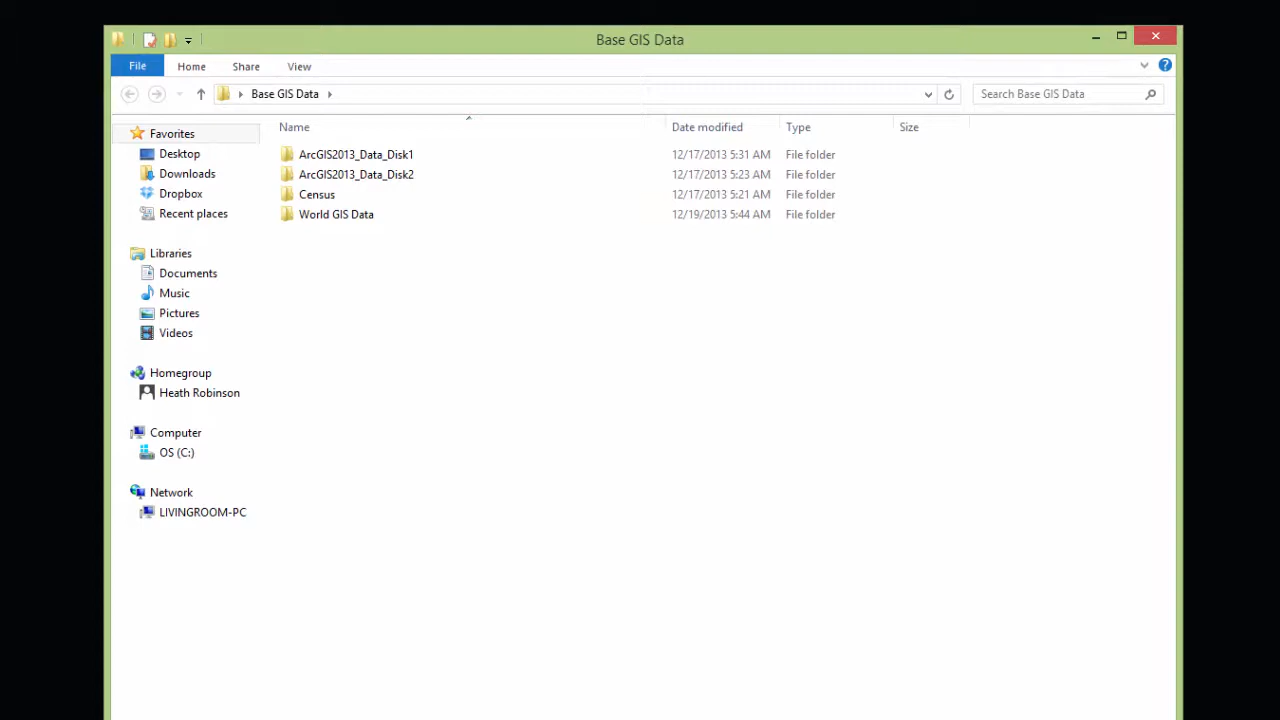 Base GIS Data
File Home Share View
Base GIS Data Search Base GIS Data
Name Date modified Type Size
Favorites
Desktop
Downloads
Dropbox
Recent places
Libraries
Documents
Music
Pictures
Videos
Homegroup
Heath Robinson
Computer
OS (C:)
Network
LIVINGROOM-PC
ArcGIS2013_Data_Disk1 12/17/2013 5:31 AM File folder
ArcGIS2013_Data_Disk2 12/17/2013 5:23 AM File folder
Census 12/17/2013 5:21 AM File folder
World GIS Data 12/19/2013 5:44 AM File folder